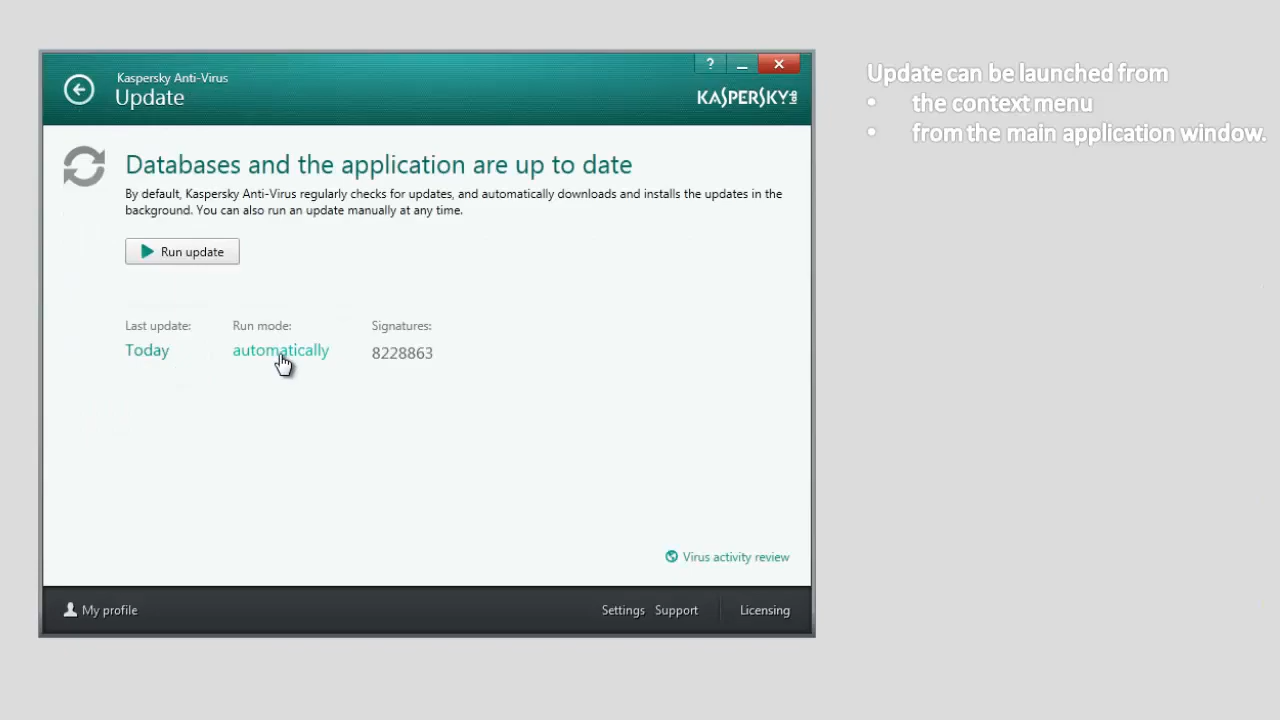 Kaspersky Anti-Virus
Update
?
KASPERSKY lab
Databases and the application are up to date
By default, Kaspersky Anti-Virus regularly checks for updates, and automatically downloads and installs the updates in the
background. You can also run an update manually at any time.
Run update
Last update: Run mode: Signatures:
Today automatically 8228863
Virus activity review
My profile Settings Support Licensing
Update can be launched from
• the context menu
• from the main application window.